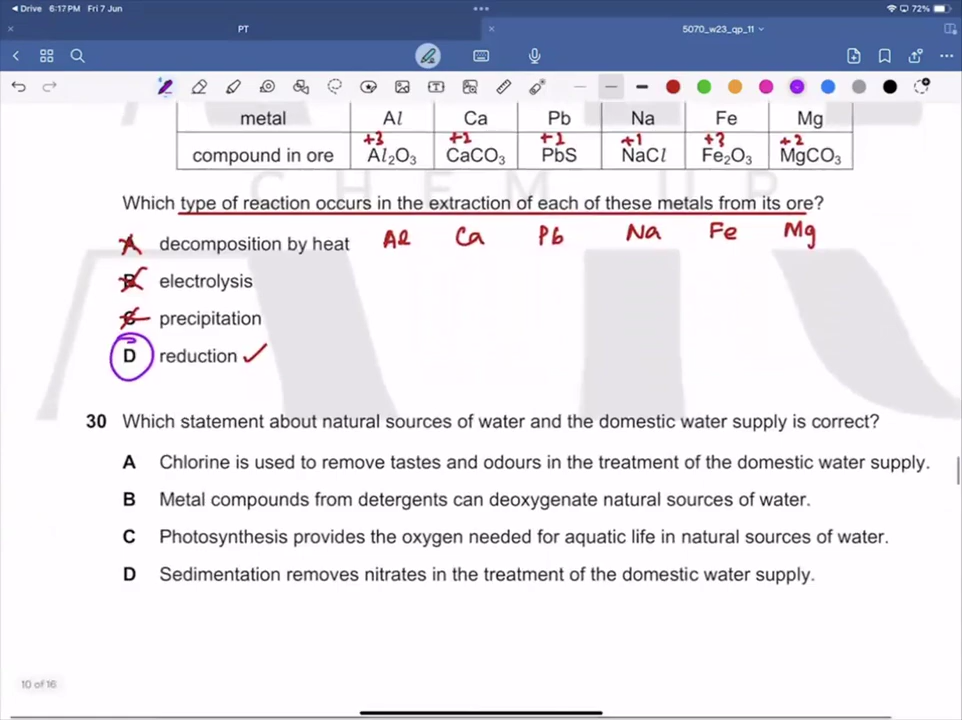 Drive 6:17 PM Fri 7 Jun 72%
PT 5070_w23_qp_11
metal Al Ca Pb Na Fe Mg
+3 +2 +2 +1 +3 +2
compound in ore Al₂O₃ CaCO₃ PbS NaCl Fe₂O₃ MgCO₃
CHEM UP
Which type of reaction occurs in the extraction of each of these metals from its ore?
A decomposition by heat Al Ca Pb Na Fe Mg
B electrolysis
C precipitation
D reduction
30 Which statement about natural sources of water and the domestic water supply is correct?
A Chlorine is used to remove tastes and odours in the treatment of the domestic water supply.
B Metal compounds from detergents can deoxygenate natural sources of water.
C Photosynthesis provides the oxygen needed for aquatic life in natural sources of water.
D Sedimentation removes nitrates in the treatment of the domestic water supply.
10 of 16